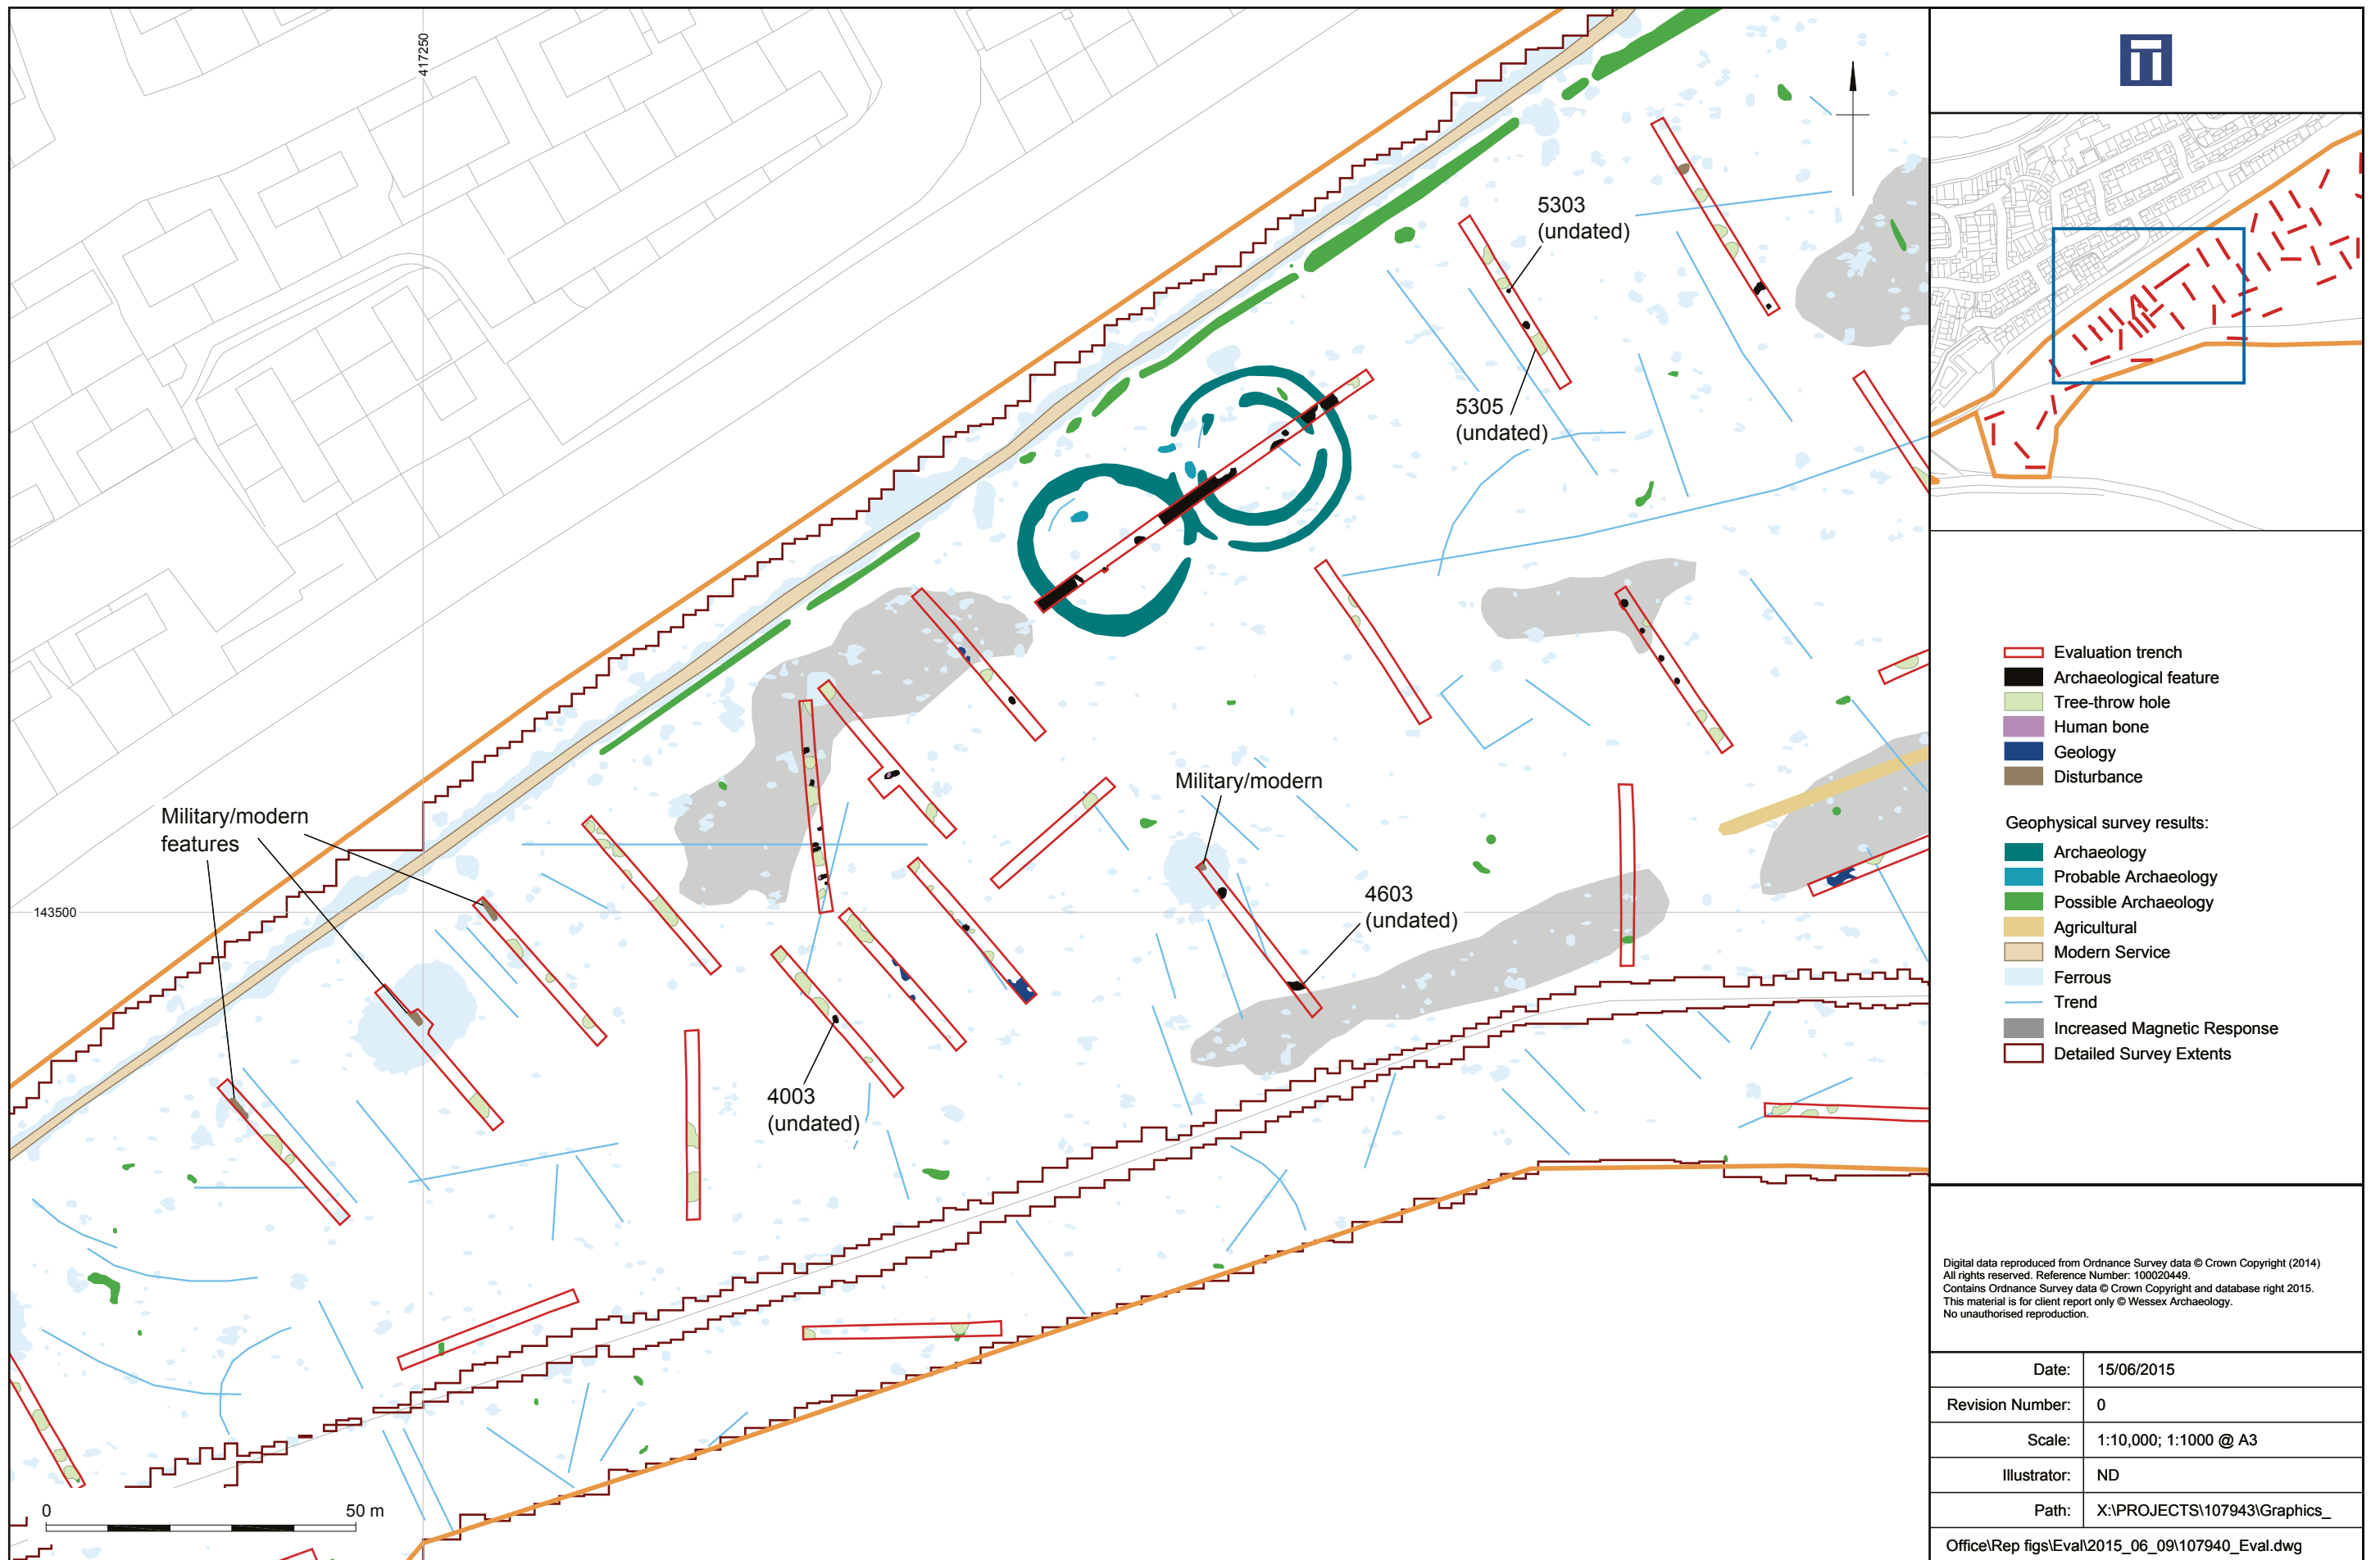 417250
5303
(undated)
5305
(undated)
Military/modern
Military/modern
features
4603
(undated)
143500
4003
(undated)
0
50 m
Evaluation trench
Archaeological feature
Tree-throw hole
Human bone
Geology
Disturbance
Geophysical survey results:
Archaeology
Probable Archaeology
Possible Archaeology
Agricultural
Modern Service
Ferrous
Trend
Increased Magnetic Response
Detailed Survey Extents
Digital data reproduced from Ordnance Survey data © Crown Copyright (2014)
All rights reserved. Reference Number: 100020449.
Contains Ordnance Survey data © Crown Copyright and database right 2015.
This material is for client report only © Wessex Archaeology.
No unauthorised reproduction.
Date: 15/06/2015
Revision Number: 0
Scale: 1:10,000; 1:1000 @ A3
Illustrator: ND
Path: X:\PROJECTS\107943\Graphics_
Office\Rep figs\Eval\2015_06_09\107940_Eval.dwg